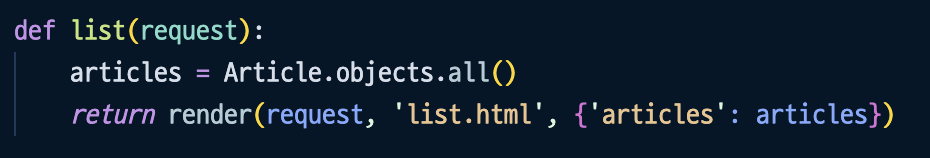 def list(request):
    articles = Article.objects.all()
    return render(request, 'list.html', {'articles': articles})